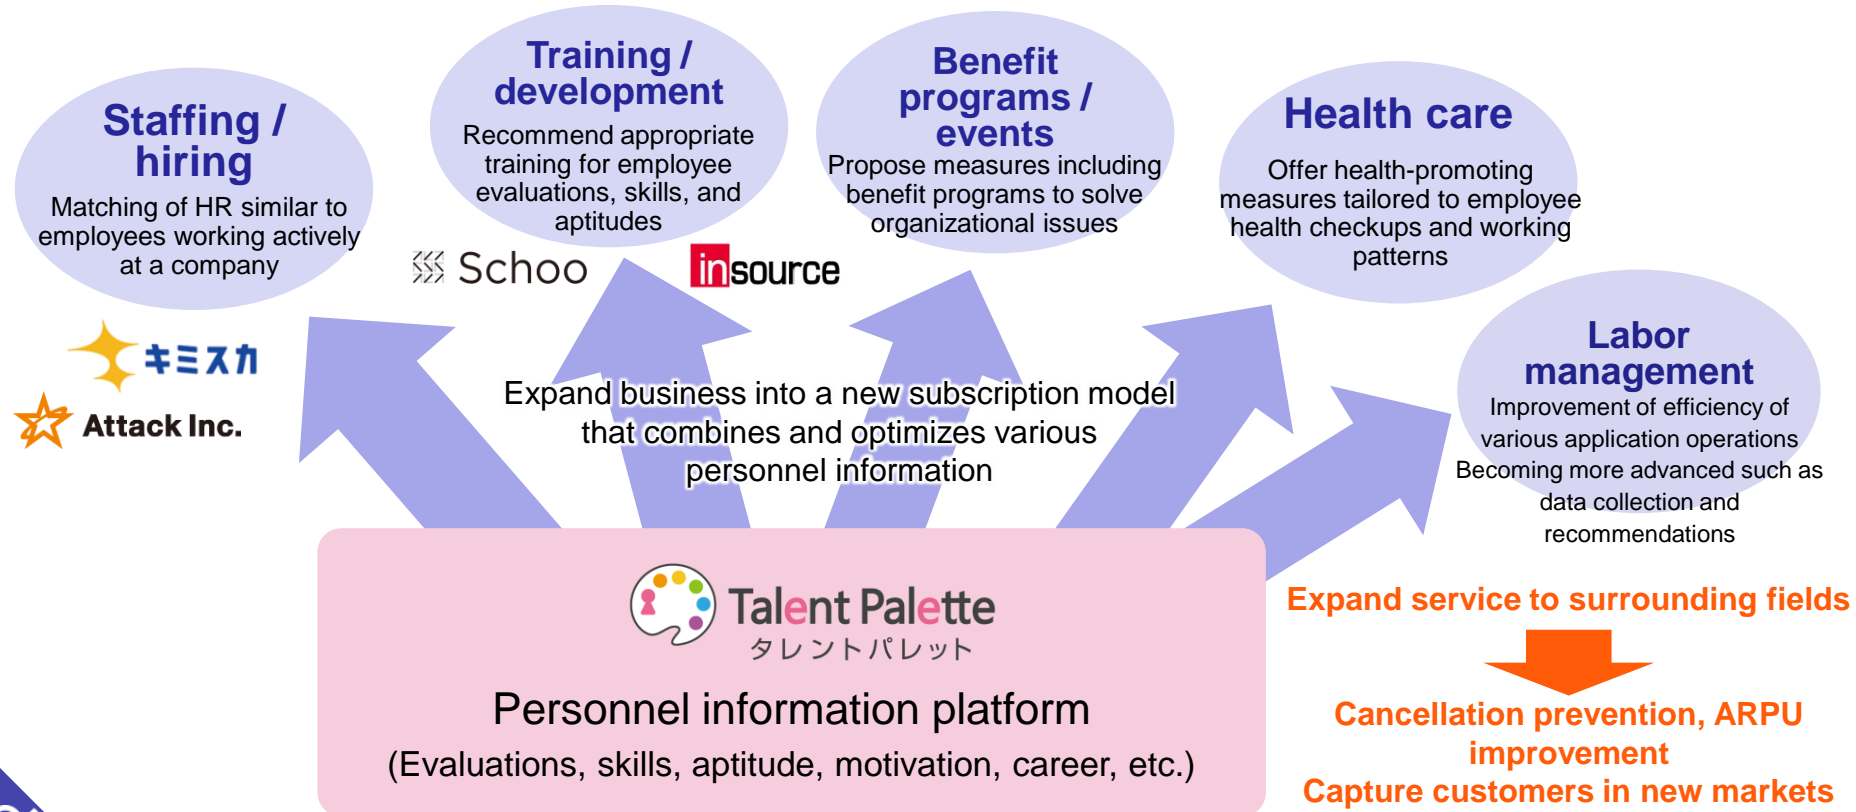 Staffing /
hiring
Matching of HR similar to
employees working actively
at a company
キミスカ
Attack Inc.
Training /
development
Recommend appropriate
training for employee
evaluations, skills, and
aptitudes
Schoo
insource
Benefit
programs /
events
Propose measures including
benefit programs to solve
organizational issues
Health care
Offer health-promoting
measures tailored to employee
health checkups and working
patterns
Labor
management
Improvement of efficiency of
various application operations
Becoming more advanced such as
data collection and
recommendations
Expand business into a new subscription model
that combines and optimizes various
personnel information
Talent Palette
タレントパレット
Personnel information platform
(Evaluations, skills, aptitude, motivation, career, etc.)
Expand service to surrounding fields
Cancellation prevention, ARPU
improvement
Capture customers in new markets